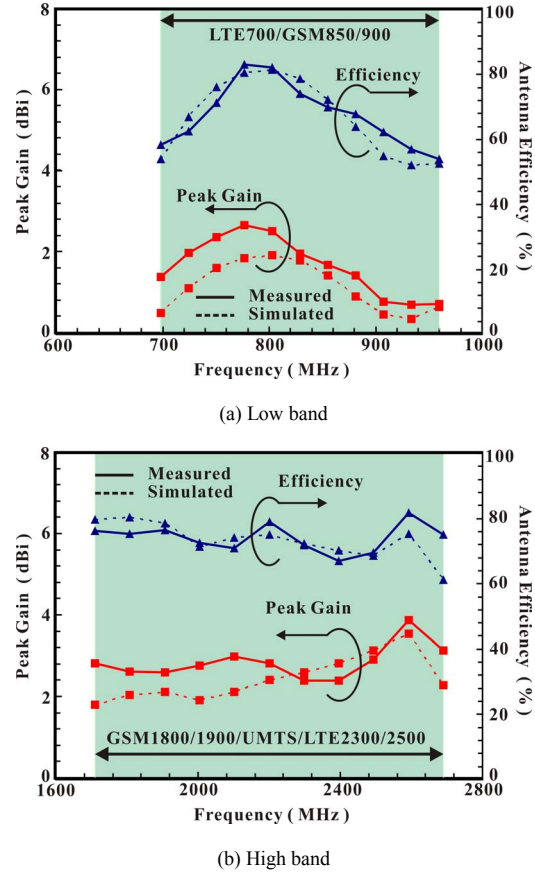 8
100
LTE700/GSM850/900
6
80
Efficiency
Peak Gain ( dBi)
4
60
Antenna Efficiency ( % )
Peak Gain
40
2
20
Measured
Simulated
0
0
600
700
800
900
1000
Frequency ( MHz )
(a) Low band
8
100
Measured
Simulated
Efficiency
6
80
Peak Gain ( dBi)
60
4
Antenna Efficiency ( % )
Peak Gain
40
2
20
GSM1800/1900/UMTS/LTE2300/2500
0
0
1600
2000
2400
2800
Frequency ( MHz )
(b) High band